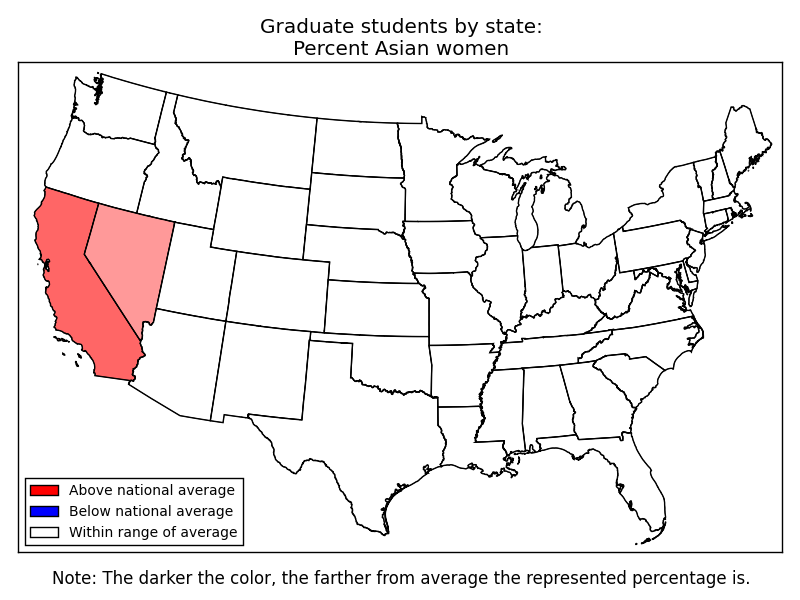 Graduate students by state:
Percent Asian women
Above national average
Below national average
Within range of average
Note: The darker the color, the farther from average the represented percentage is.